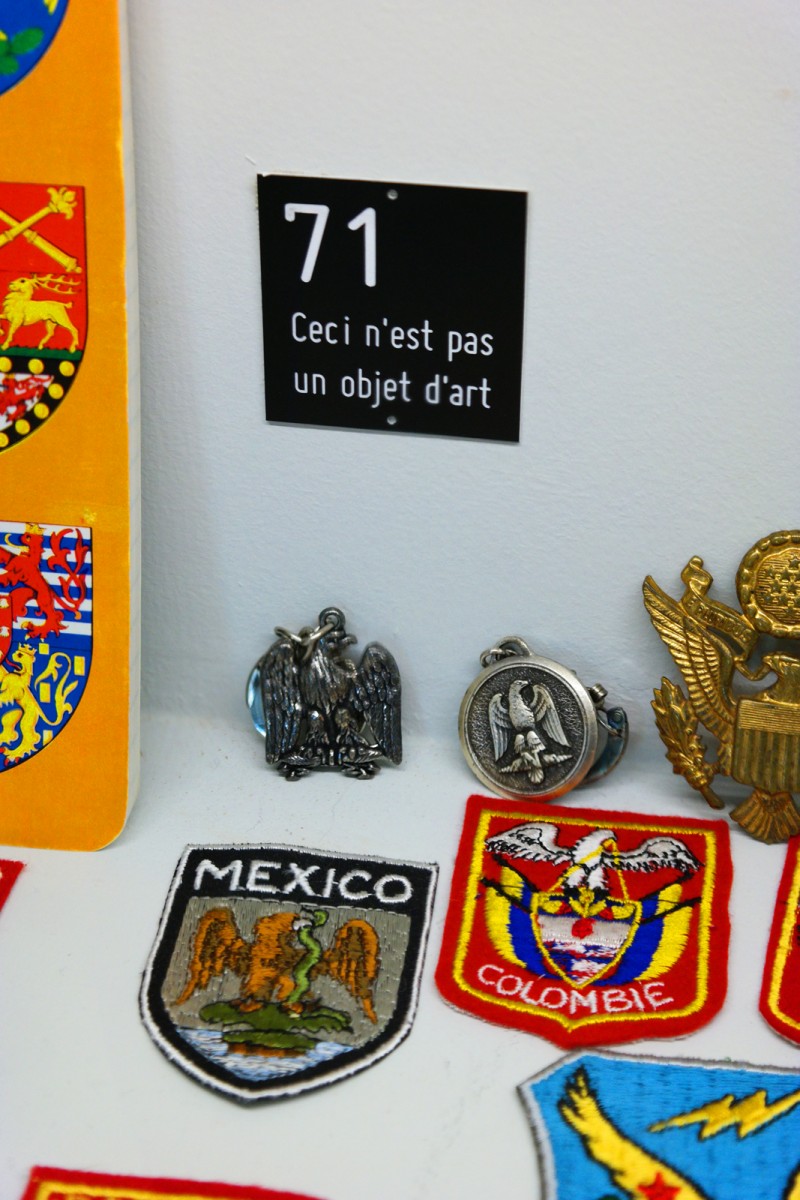 71
Ceci n'est pas
un objet d'art
MEXICO
COLOMBIE